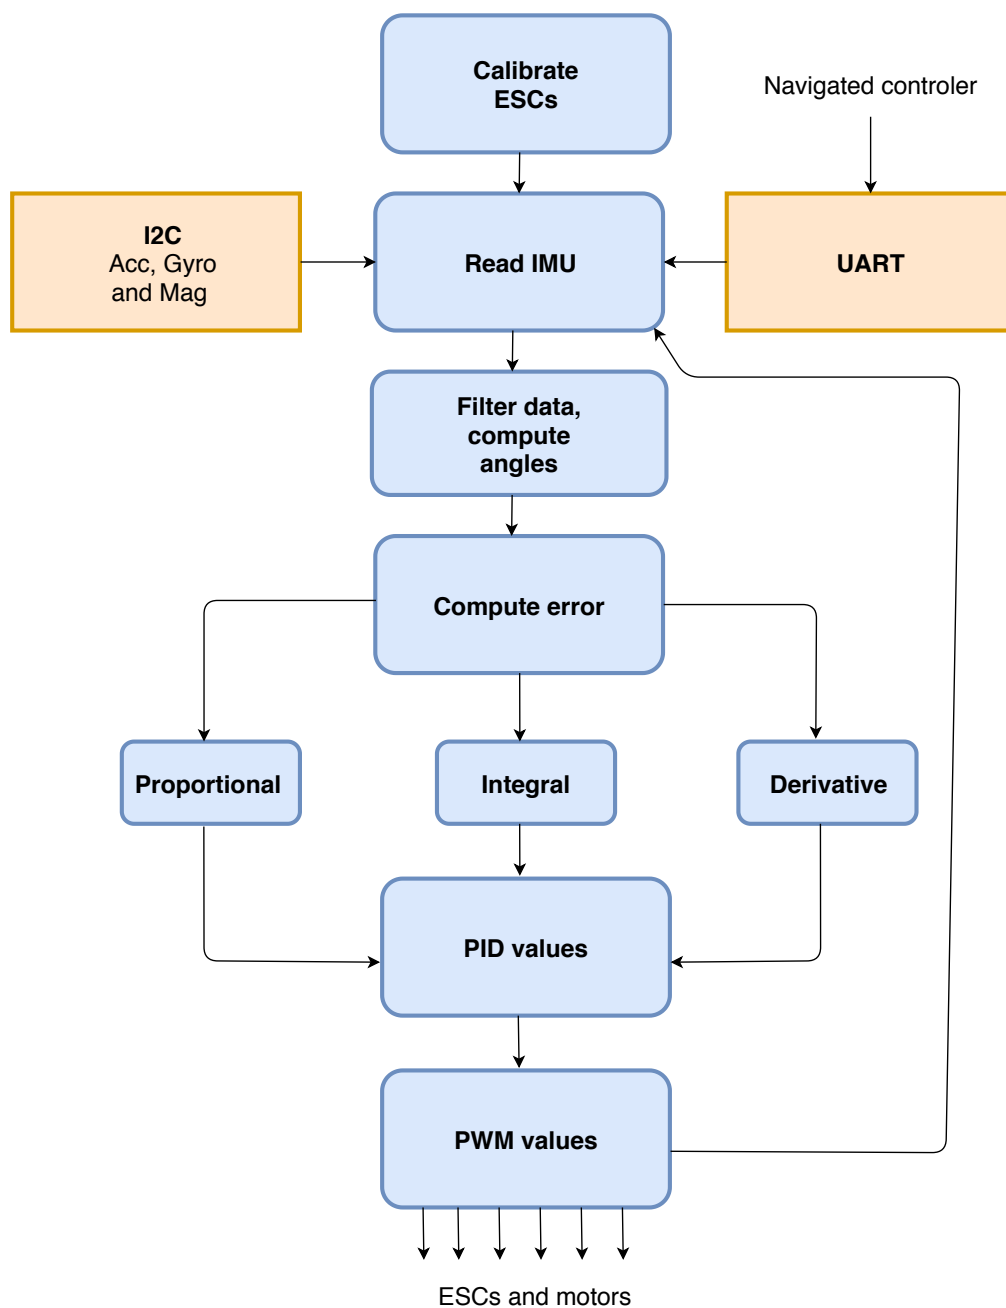 Calibrate
ESCs
Navigated controler
I2C
Acc, Gyro
and Mag
Read IMU
UART
Filter data,
compute
angles
Compute error
Proportional
Integral
Derivative
PID values
PWM values
ESCs and motors